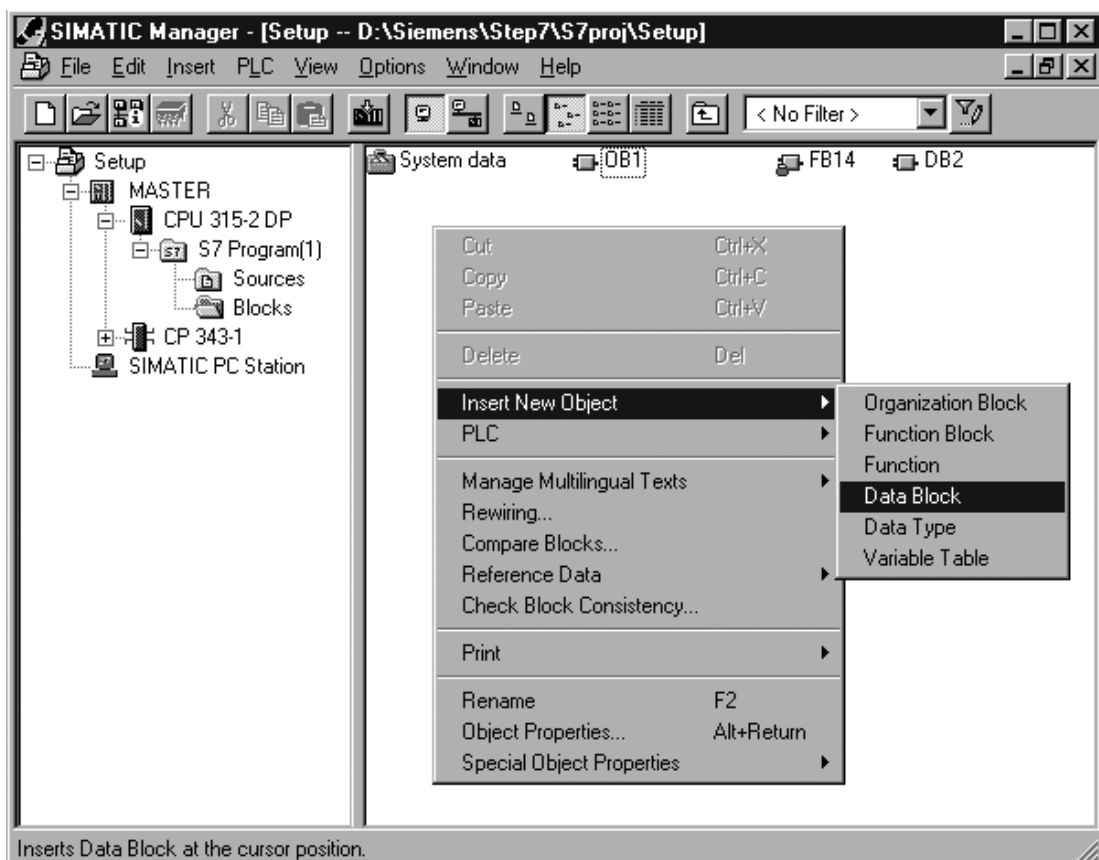 SIMATIC Manager - [Setup -- D:\Siemens\Step7\S7proj\Setup]
File Edit Insert PLC View Options Window Help
< No Filter >
Setup
MASTER
CPU 315-2 DP
S7 Program(1)
Sources
Blocks
CP 343-1
SIMATIC PC Station
System data OB1 FB14 DB2
Cut Ctrl+X
Copy Ctrl+C
Paste Ctrl+V
Delete Del
Insert New Object
PLC
Manage Multilingual Texts
Rewiring...
Compare Blocks...
Reference Data
Check Block Consistency...
Print
Rename F2
Object Properties... Alt+Return
Special Object Properties
Organization Block
Function Block
Function
Data Block
Data Type
Variable Table
Inserts Data Block at the cursor position.